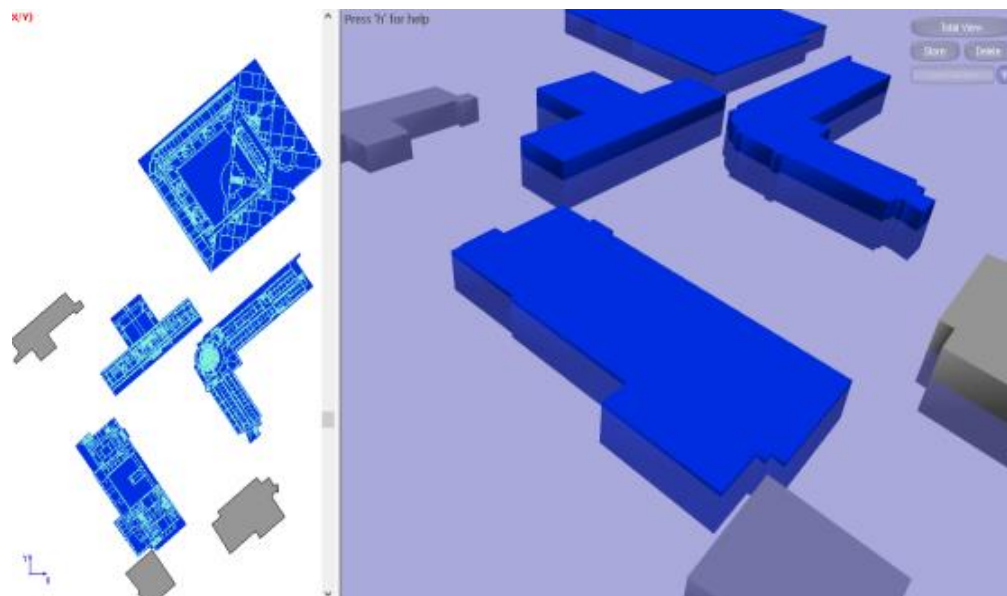 X/Y)
Press 'h' for help
Total View
Store
Delete
Y
X